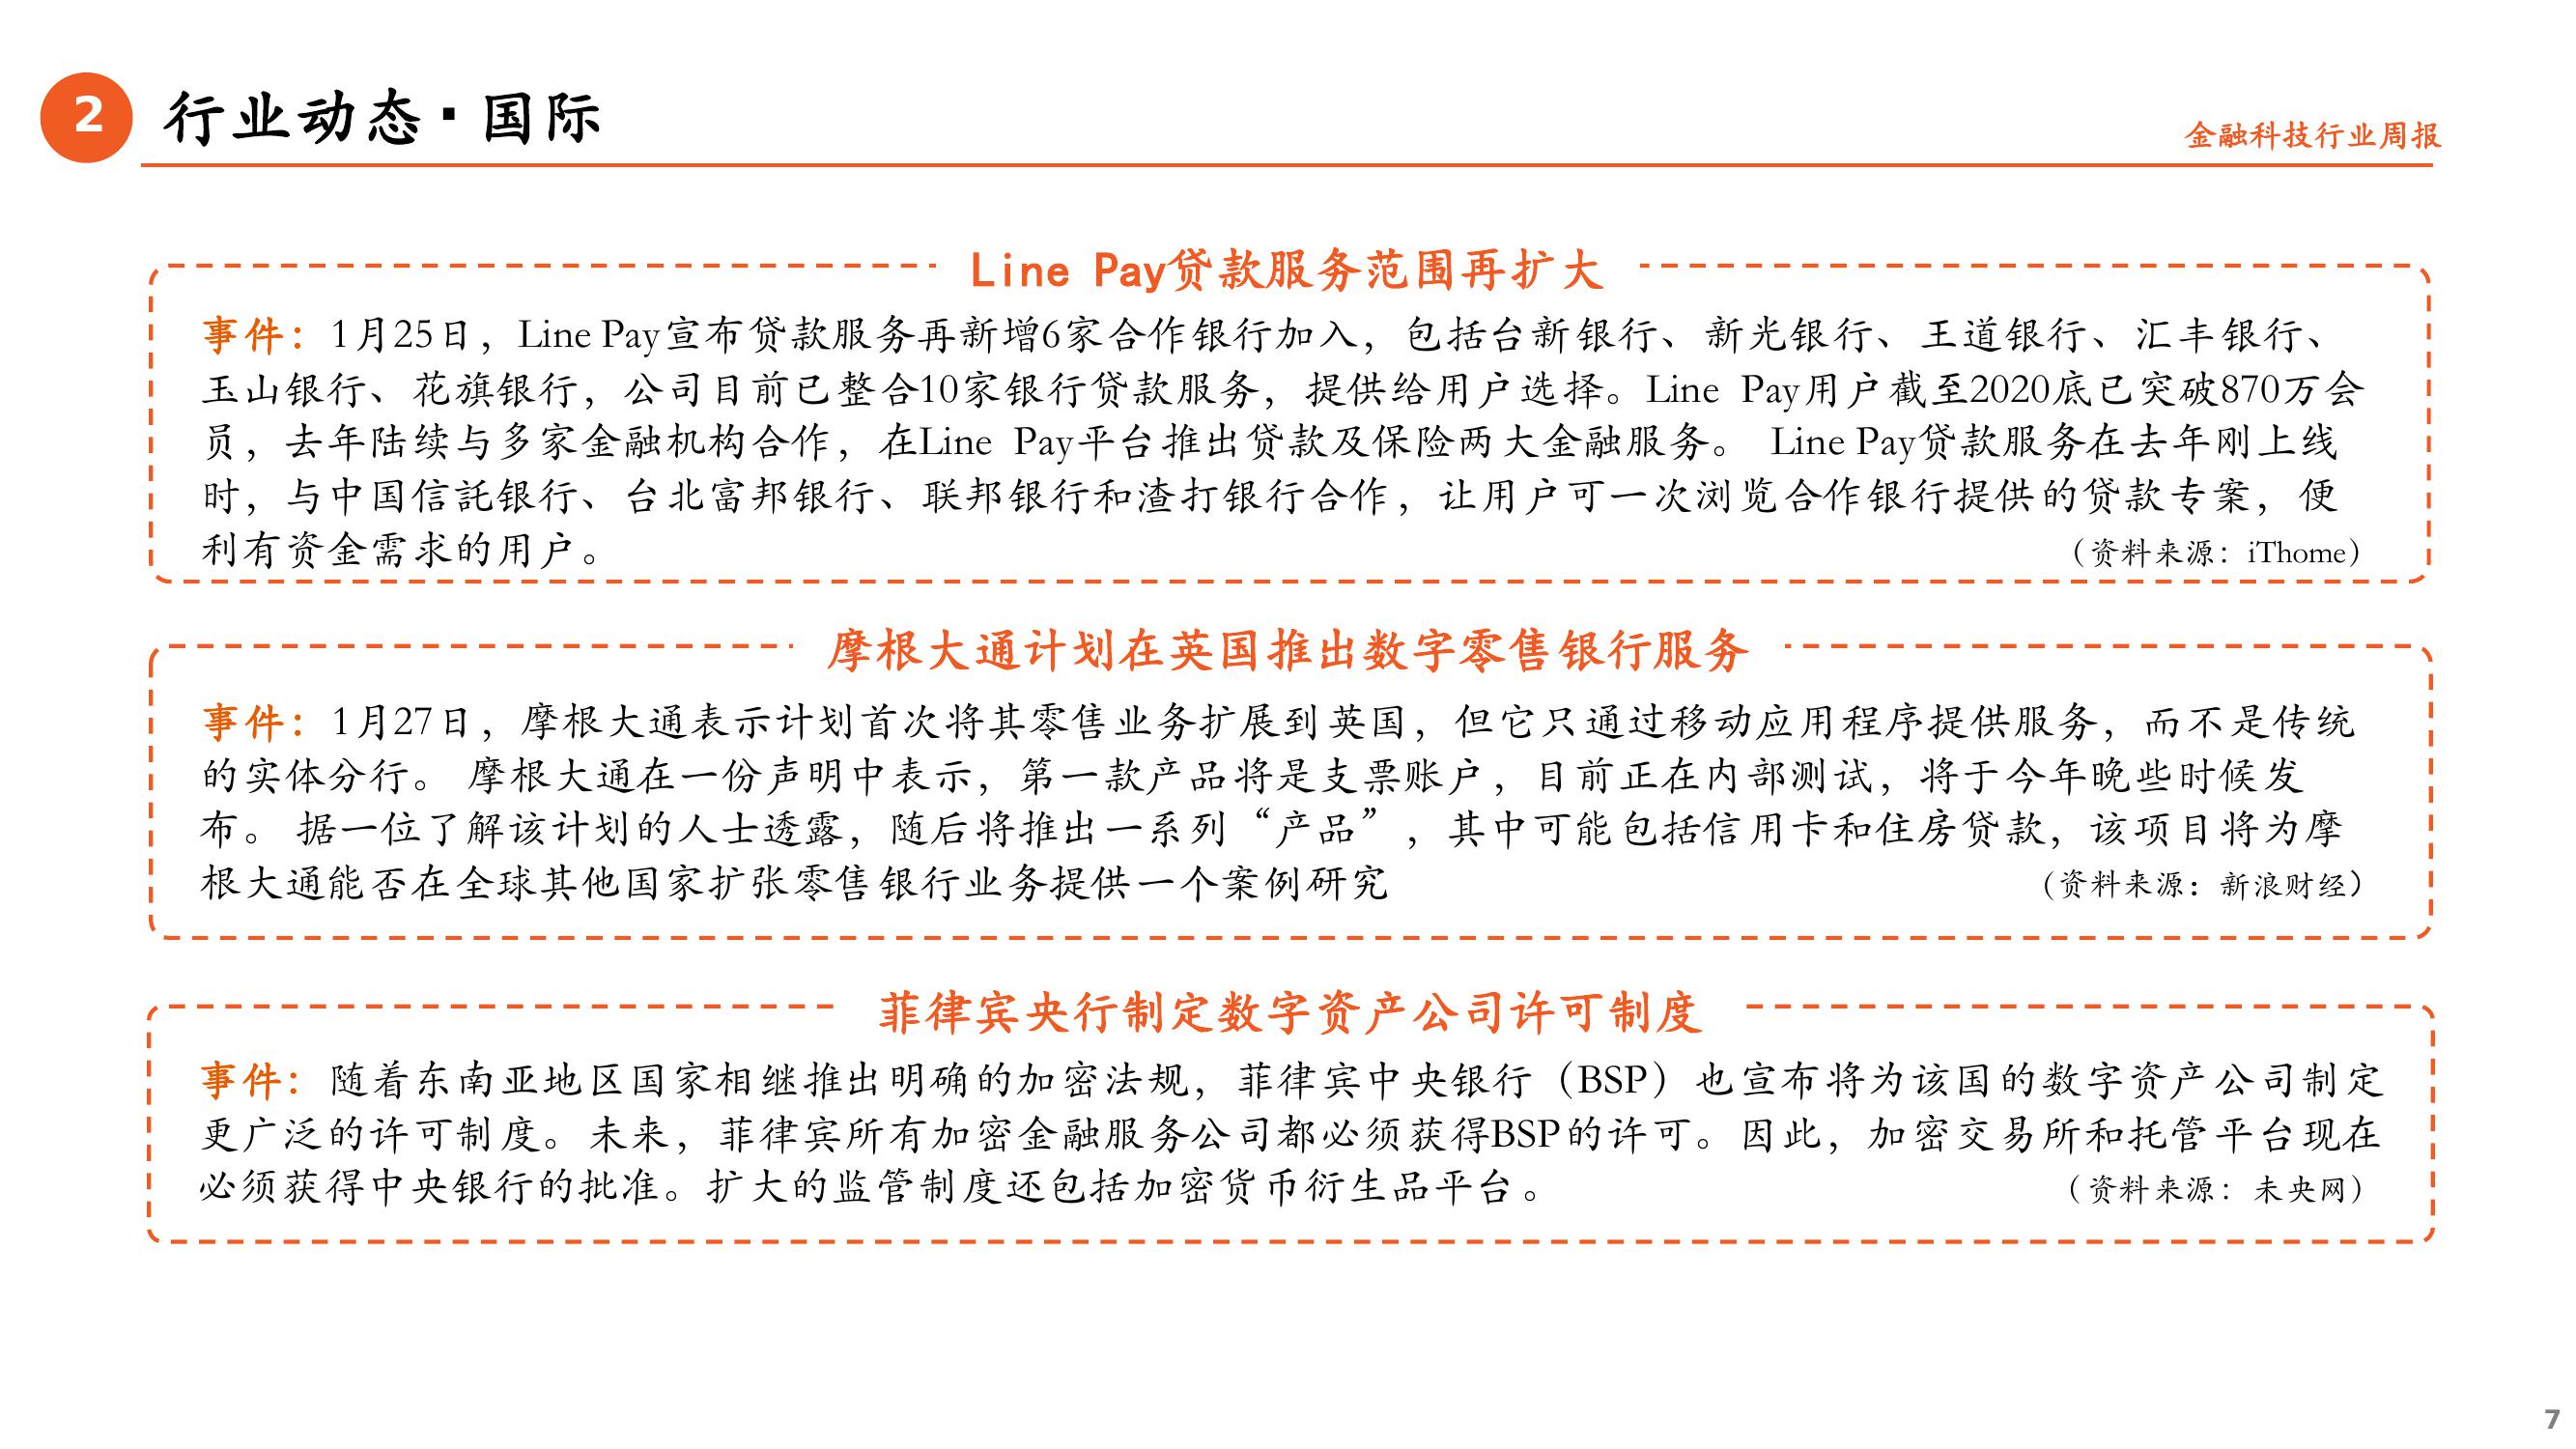 2
行业动态·国际
金融科技行业周报
Line Pay贷款服务范围再扩大
事件：1月25日，Line Pay宣布贷款服务再新增6家合作银行加入，包括台新银行、新光银行、王道银行、汇丰银行、
玉山银行、花旗银行，公司目前已整合10家银行贷款服务，提供给用户选择。Line Pay用户截至2020底已突破870万会
员，去年陆续与多家金融机构合作，在Line Pay平台推出贷款及保险两大金融服务。 Line Pay贷款服务在去年刚上线
时，与中国信託银行、台北富邦银行、联邦银行和渣打银行合作，让用户可一次浏览合作银行提供的贷款专案，便
利有资金需求的用户。
（资料来源：iThome）
摩根大通计划在英国推出数字零售银行服务
事件：1月27日，摩根大通表示计划首次将其零售业务扩展到英国，但它只通过移动应用程序提供服务，而不是传统
的实体分行。 摩根大通在一份声明中表示，第一款产品将是支票账户，目前正在内部测试，将于今年晚些时候发
布。 据一位了解该计划的人士透露，随后将推出一系列“产品”，其中可能包括信用卡和住房贷款，该项目将为摩
根大通能否在全球其他国家扩张零售银行业务提供一个案例研究
（资料来源：新浪财经）
菲律宾央行制定数字资产公司许可制度
事件：随着东南亚地区国家相继推出明确的加密法规，菲律宾中央银行（BSP）也宣布将为该国的数字资产公司制定
更广泛的许可制度。未来，菲律宾所有加密金融服务公司都必须获得BSP的许可。因此，加密交易所和托管平台现在
必须获得中央银行的批准。扩大的监管制度还包括加密货币衍生品平台。
（资料来源：未央网）
7